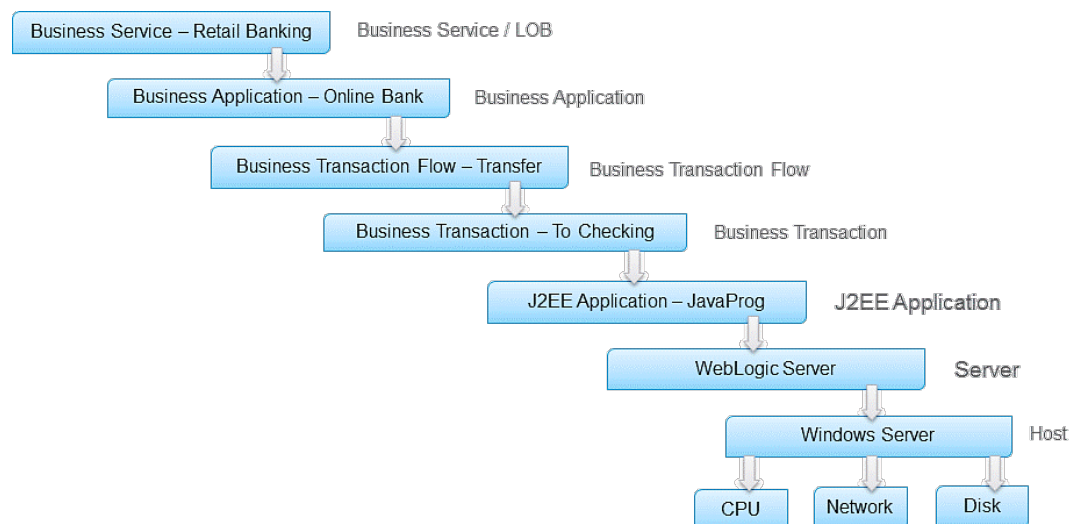 Business Service – Retail Banking
Business Service / LOB
Business Application – Online Bank
Business Application
Business Transaction Flow – Transfer
Business Transaction Flow
Business Transaction – To Checking
Business Transaction
J2EE Application – JavaProg
J2EE Application
WebLogic Server
Server
Windows Server
Host
CPU
Network
Disk